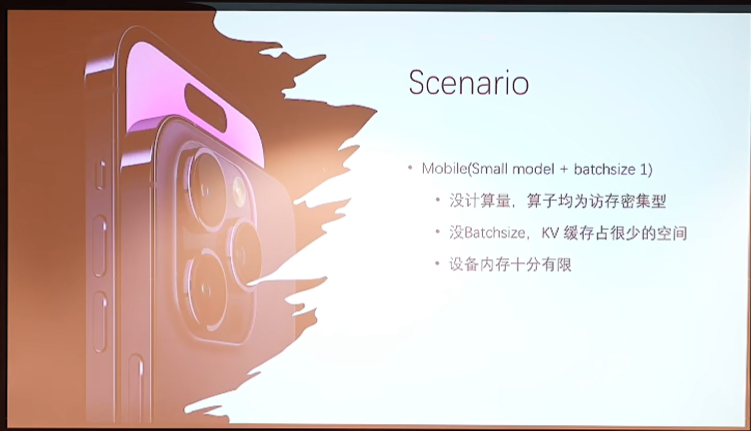 Scenario
• Mobile(Small model + batchsize 1)
• 没计算量，算子均为访存密集型
• 没Batchsize，KV 缓存占很少的空间
• 设备内存十分有限